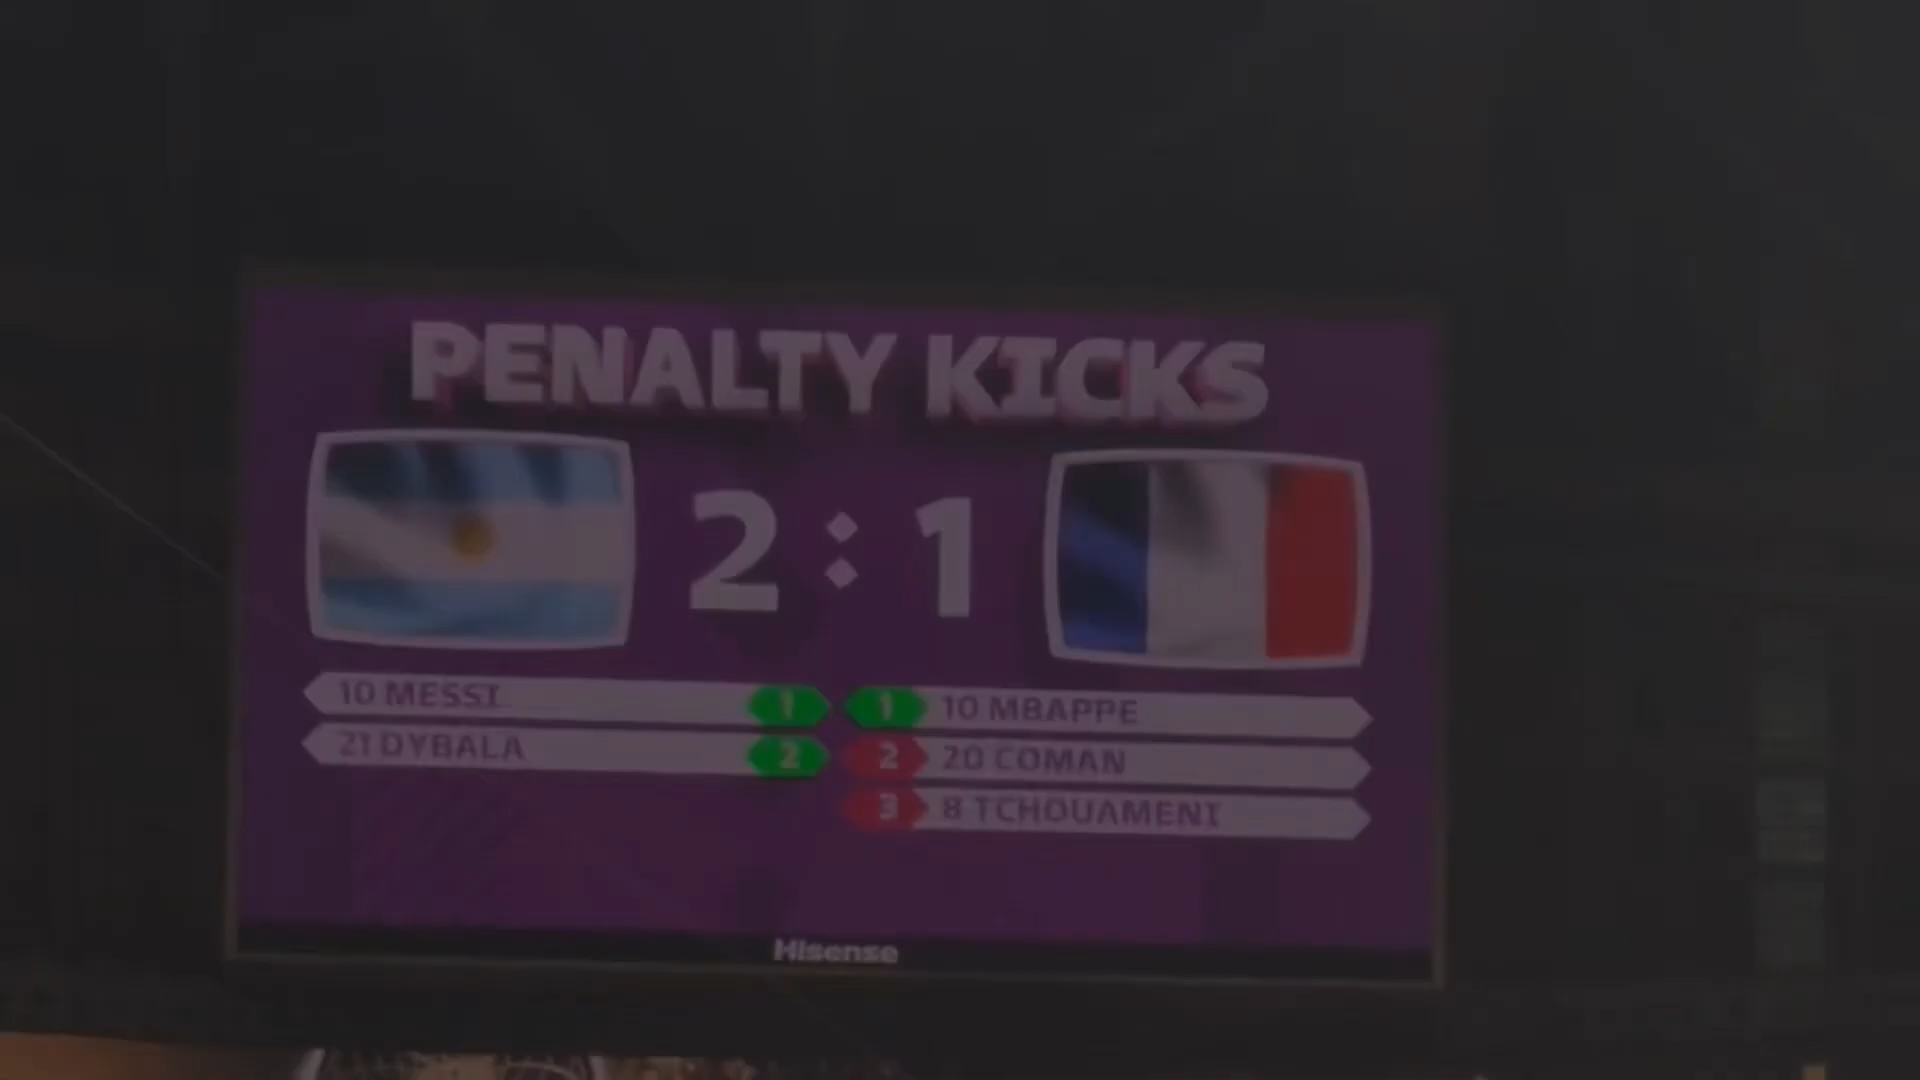 PENALTY KICKS
2 : 1
10 MESSI 1
21 DYBALA 2
1 10 MBAPPE
2 20 COMAN
3 8 TCHOUAMENI
Hisense